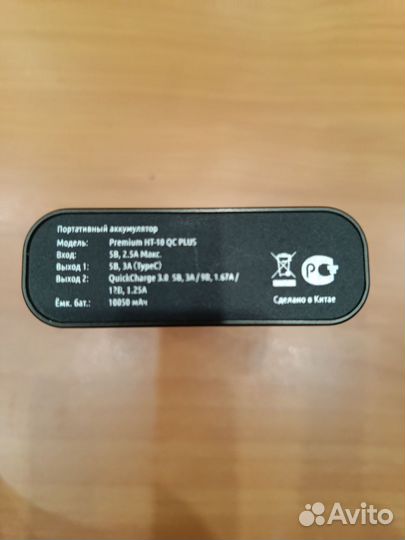 Портативный аккумулятор
Модель: Premium HT-10 QC PLUS
Вход: 5В, 2.5А Макс.
Выход 1: 5В, 3А (TypeC)
Выход 2: QuickCharge 3.0 5В, 3А / 9В, 1.67А /
12В, 1.25А
Ёмк. бат.: 10050 мАч
РСТ
Сделано в Китае
Avito